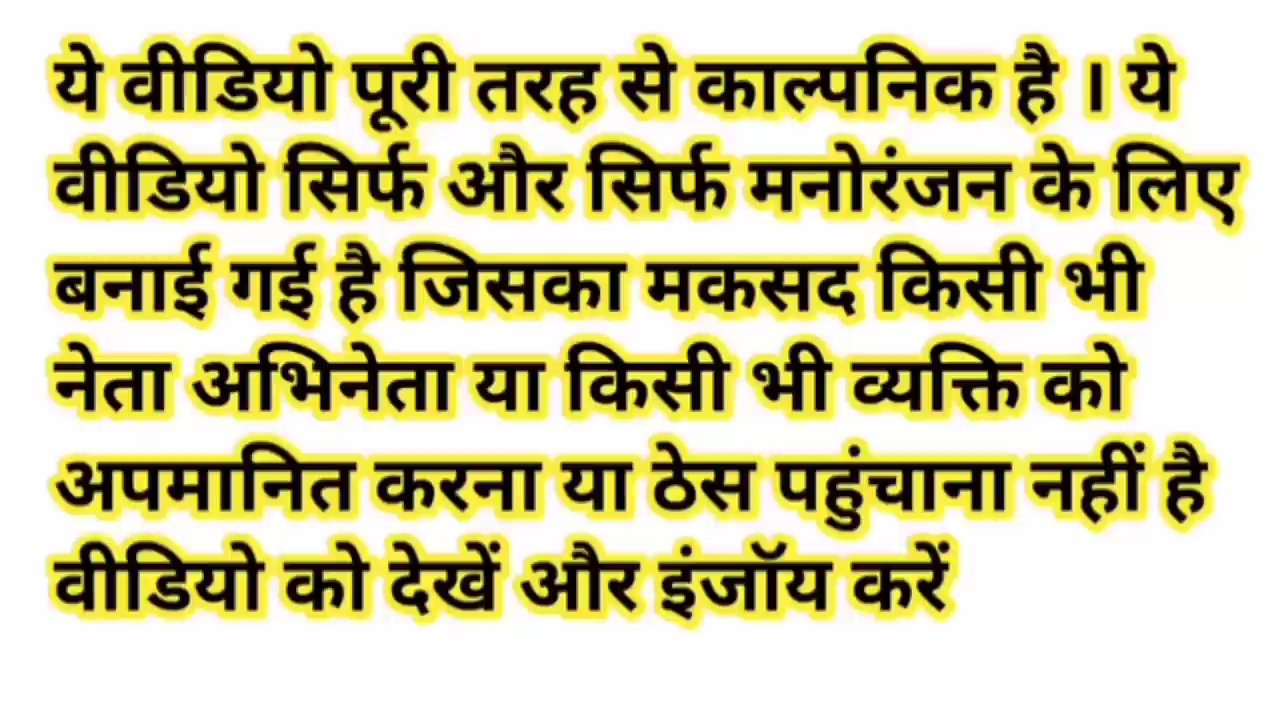 ये वीडियो पूरी तरह से काल्पनिक है । ये
वीडियो सिर्फ और सिर्फ मनोरंजन के लिए
बनाई गई है जिसका मकसद किसी भी
नेता अभिनेता या किसी भी व्यक्ति को
अपमानित करना या ठेस पहुंचाना नहीं है
वीडियो को देखें और इंजॉय करें